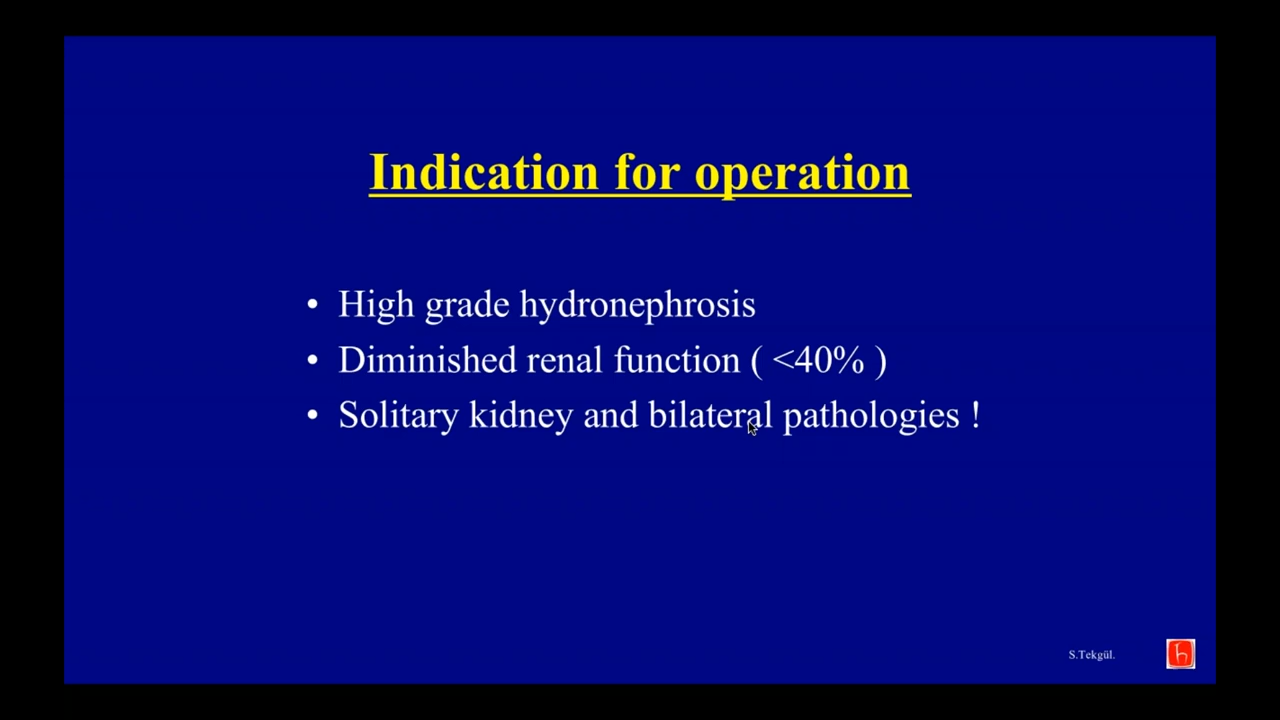 Indication for operation
• High grade hydronephrosis
• Diminished renal function ( <40% )
• Solitary kidney and bilateral pathologies !
S.Tekgül.